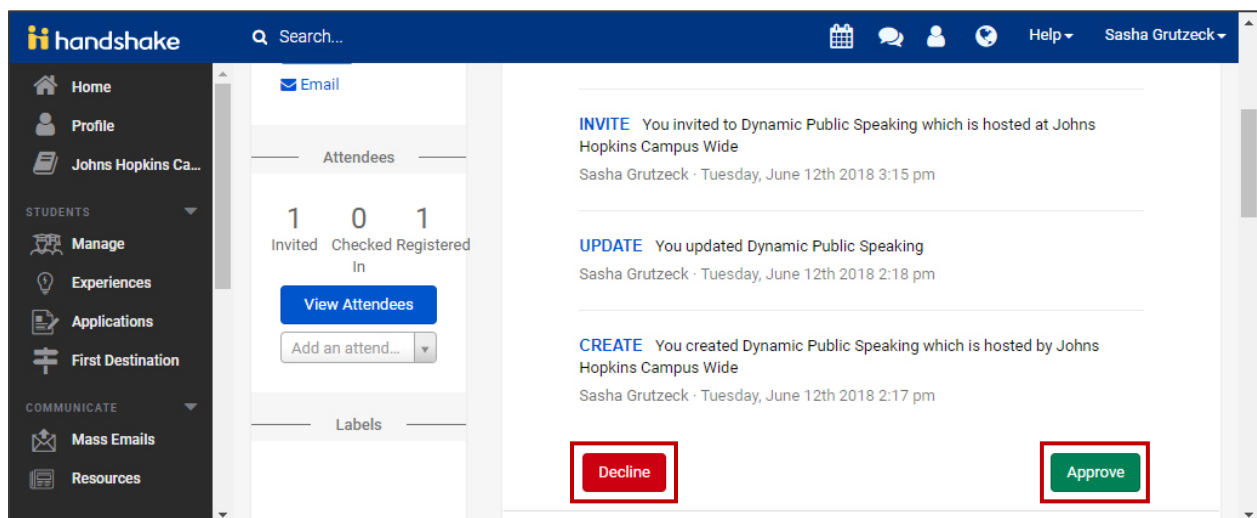 handshake
Search...
Help
Sasha Grutzeck
Home
Profile
Johns Hopkins Ca...
STUDENTS
Manage
Experiences
Applications
First Destination
COMMUNICATE
Mass Emails
Resources
Email
Attendees
1 0 1
Invited Checked Registered
In
View Attendees
Add an attend...
Labels
INVITE You invited to Dynamic Public Speaking which is hosted at Johns
Hopkins Campus Wide
Sasha Grutzeck · Tuesday, June 12th 2018 3:15 pm
UPDATE You updated Dynamic Public Speaking
Sasha Grutzeck · Tuesday, June 12th 2018 2:18 pm
CREATE You created Dynamic Public Speaking which is hosted by Johns
Hopkins Campus Wide
Sasha Grutzeck · Tuesday, June 12th 2018 2:17 pm
Decline
Approve